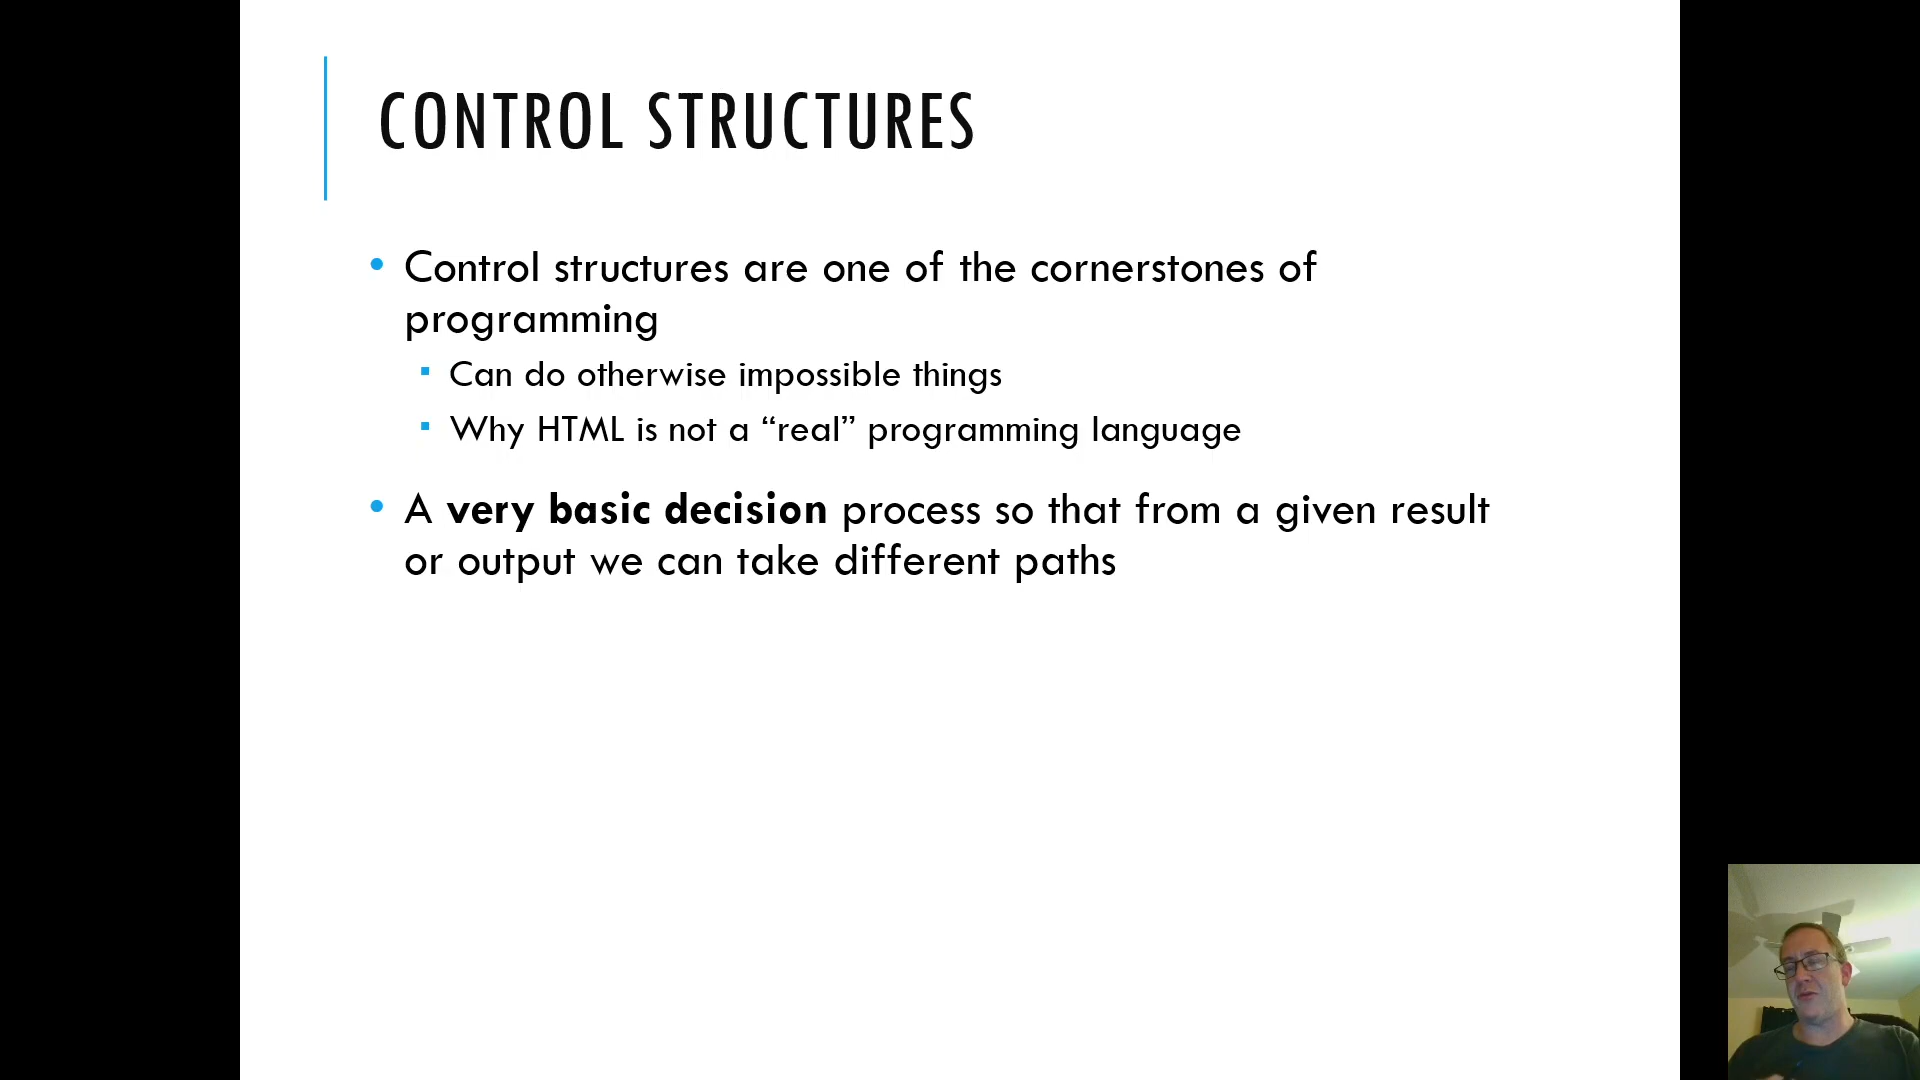 CONTROL STRUCTURES
• Control structures are one of the cornerstones of
programming
▪ Can do otherwise impossible things
▪ Why HTML is not a “real” programming language
• A very basic decision process so that from a given result
or output we can take different paths